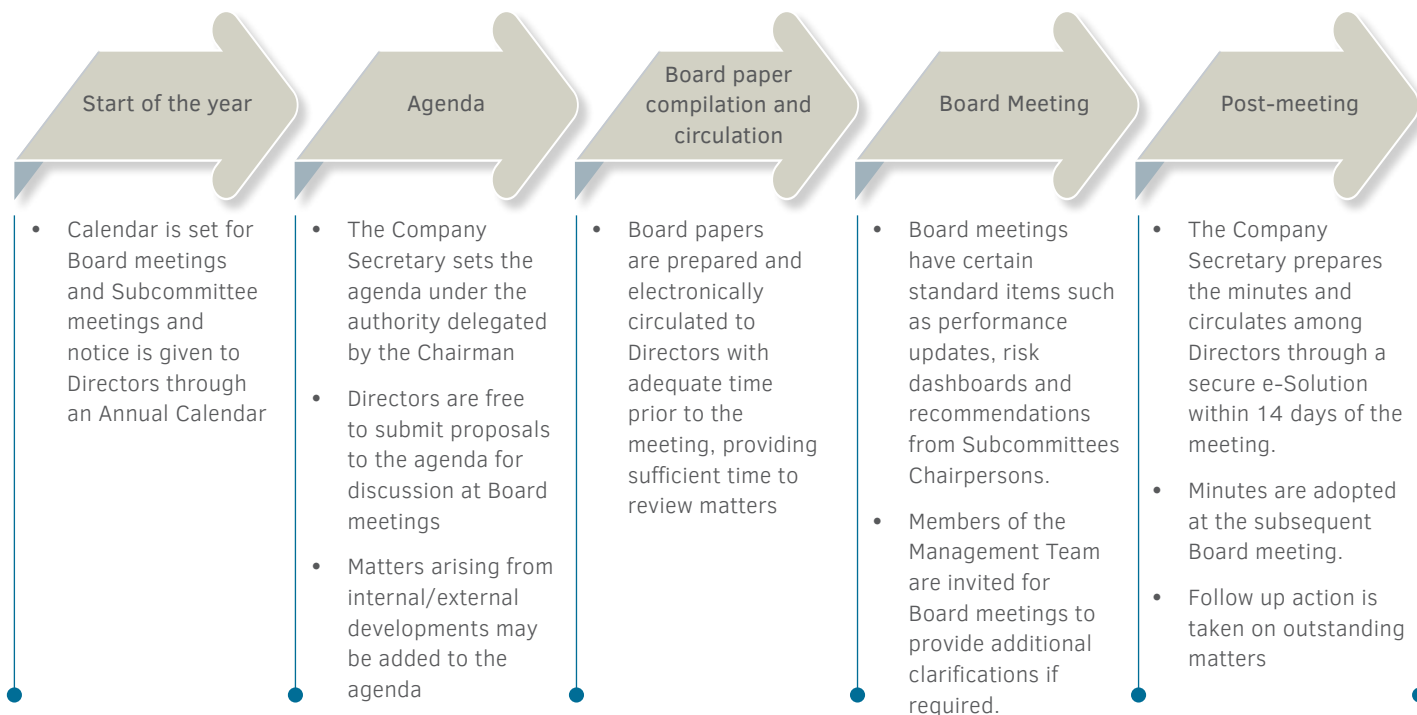 Start of the year
Agenda
Board paper
compilation and
circulation
Board Meeting
Post-meeting
• Calendar is set for
Board meetings
and Subcommittee
meetings and
notice is given to
Directors through
an Annual Calendar
• The Company
Secretary sets the
agenda under the
authority delegated
by the Chairman
• Directors are free
to submit proposals
to the agenda for
discussion at Board
meetings
• Matters arising from
internal/external
developments may
be added to the
agenda
• Board papers
are prepared and
electronically
circulated to
Directors with
adequate time
prior to the
meeting, providing
sufficient time to
review matters
• Board meetings
have certain
standard items such
as performance
updates, risk
dashboards and
recommendations
from Subcommittees
Chairpersons.
• Members of the
Management Team
are invited for
Board meetings to
provide additional
clarifications if
required.
• The Company
Secretary prepares
the minutes and
circulates among
Directors through a
secure e-Solution
within 14 days of the
meeting.
• Minutes are adopted
at the subsequent
Board meeting.
• Follow up action is
taken on outstanding
matters